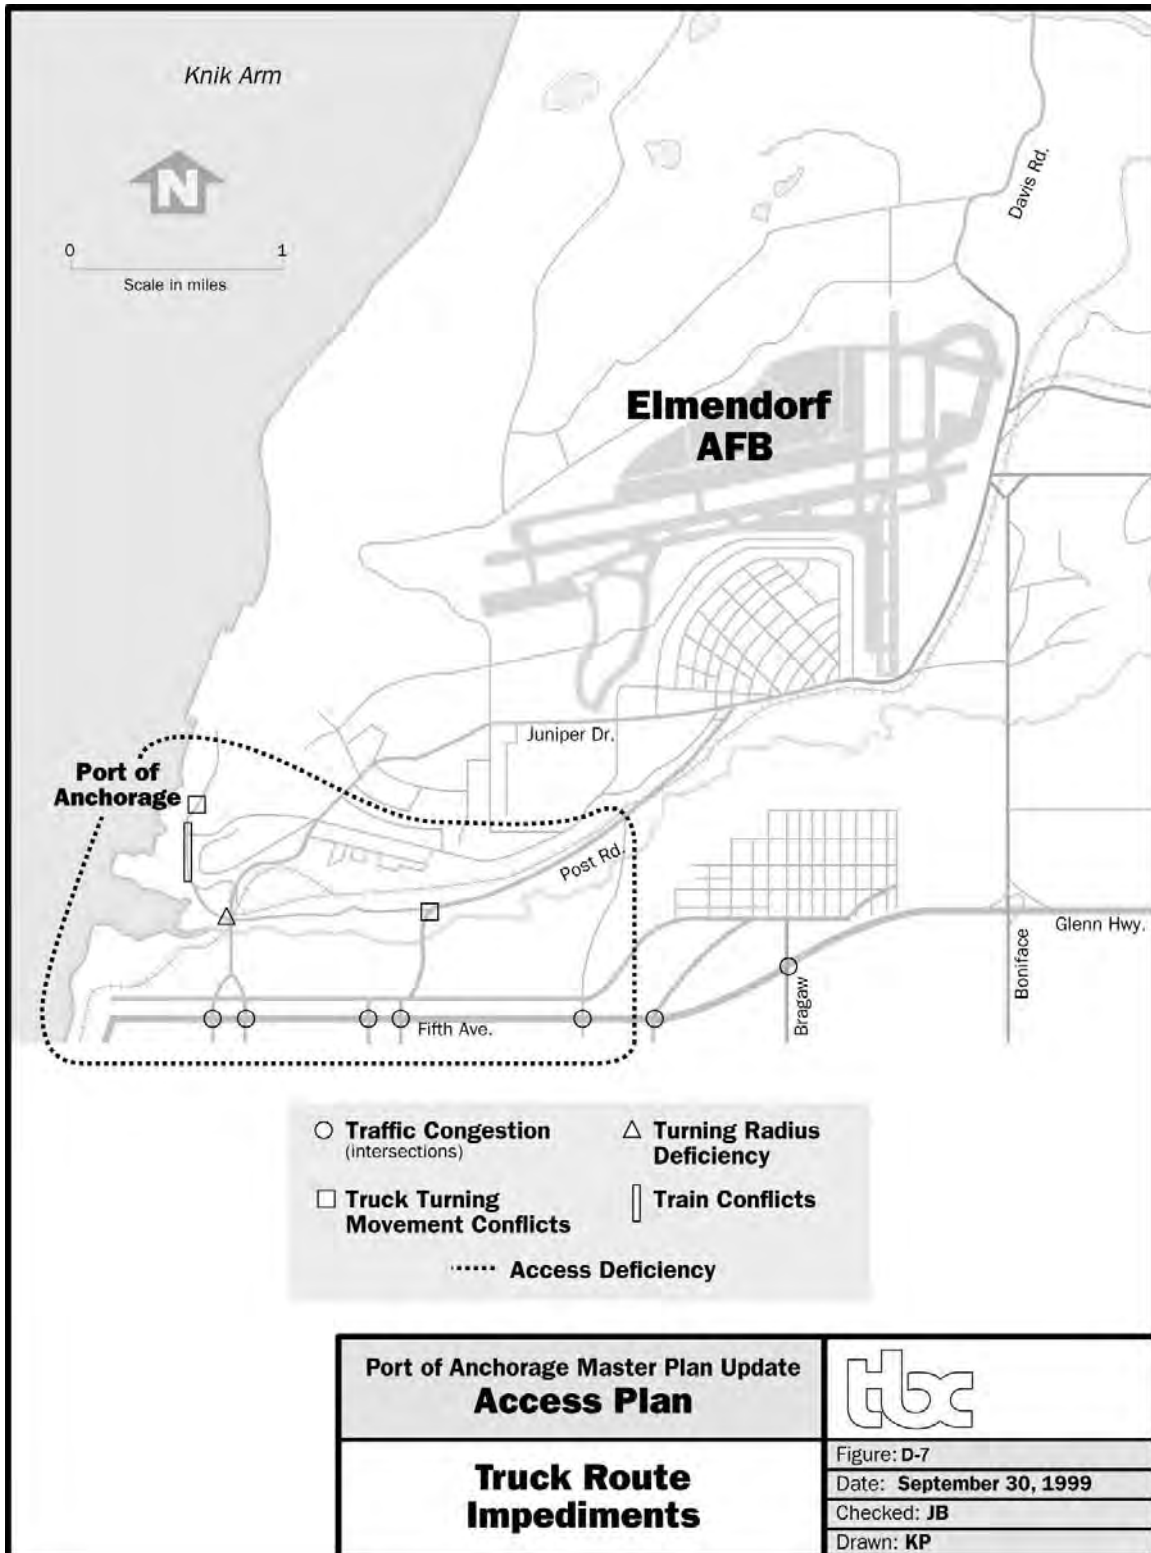 Knik Arm
N
0 1
Scale in miles
Davis Rd.
Elmendorf
AFB
Juniper Dr.
Port of
Anchorage
Post Rd.
Glenn Hwy.
Boniface
Bragaw
Fifth Ave.
Traffic Congestion
(intersections)
Turning Radius
Deficiency
Truck Turning
Movement Conflicts
Train Conflicts
Access Deficiency
Port of Anchorage Master Plan Update
Access Plan
Truck Route
Impediments
tbx
Figure: D-7
Date: September 30, 1999
Checked: JB
Drawn: KP